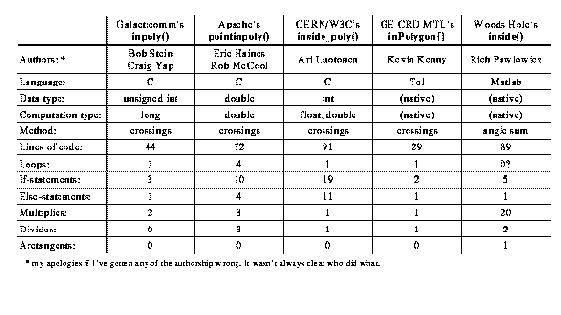 Galacticomm's Apache's CERN/W3C's GE CRD MTL's Woods Hole's
inpoly() pointinpoly() inside_poly() inPolygon{} inside()
Authors: * Bob Stein Eric Haines Ari Luotonen Kevin Kenny Rich Pawlowicz
Craig Yap Rob McCool
Language: C C C Tcl Matlab
Data type: unsigned int double int (native) (native)
Computation type: long double float, double (native) (native)
Method: crossings crossings crossings crossings angle sum
Lines of code: 44 72 91 29 89
Loops: 1 4 1 1
If-statements: 3 10 19 2 5
Else-statements: 1 4 11 1 1
Multiplies: 2 3 1 1 20
Divides: 0 3 1 1 2
Arctangents: 0 0 0 0 1
* my apologies if I've gotten any of the authorship wrong. It wasn't always clear who did what.